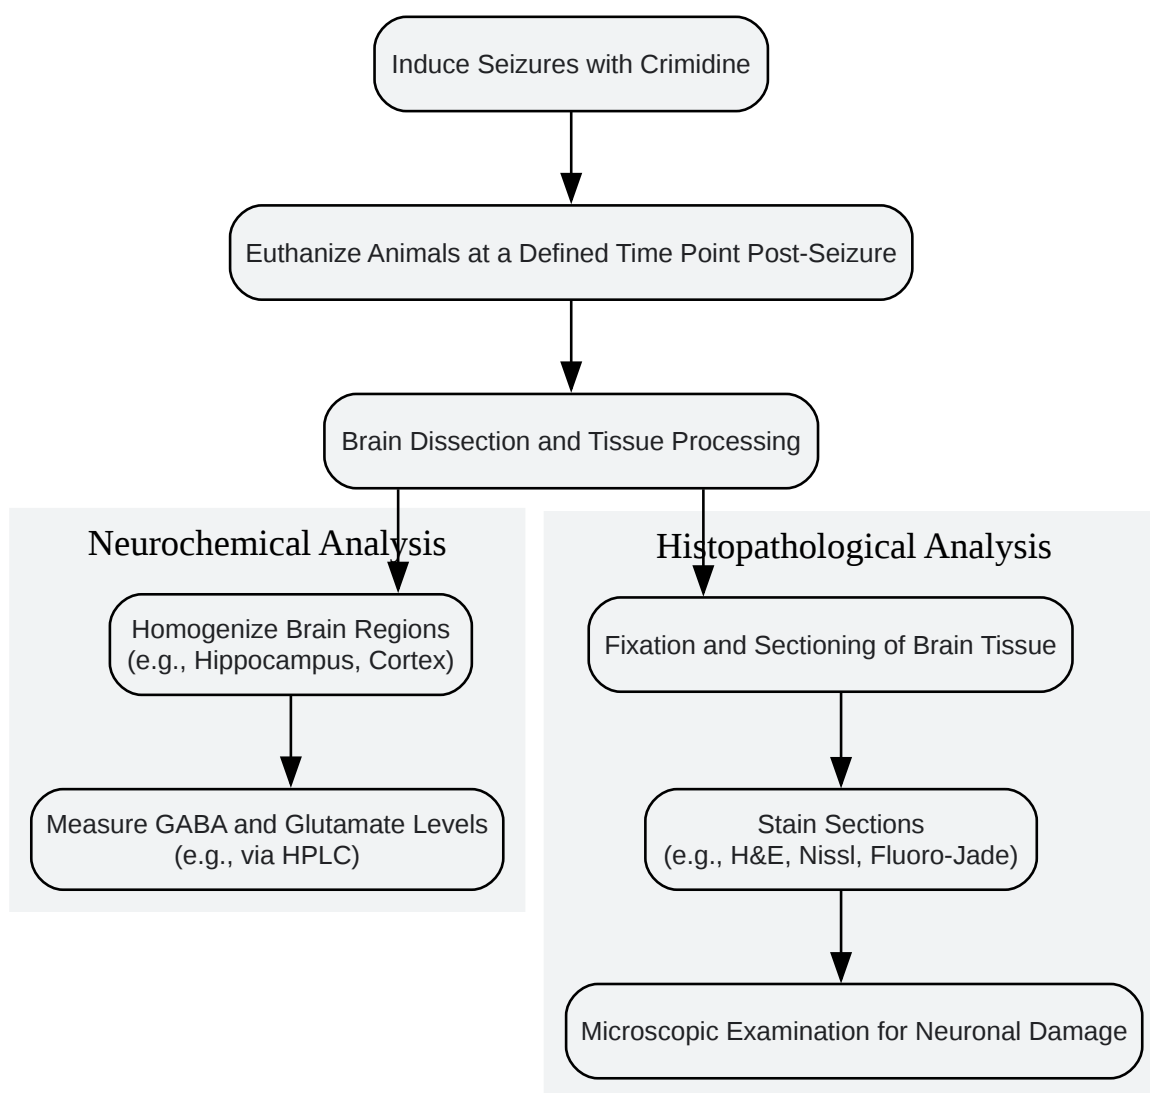 Induce Seizures with Crimidine
Euthanize Animals at a Defined Time Point Post-Seizure
Brain Dissection and Tissue Processing
Neurochemical Analysis
Homogenize Brain Regions
(e.g., Hippocampus, Cortex)
Measure GABA and Glutamate Levels
(e.g., via HPLC)
Histopathological Analysis
Fixation and Sectioning of Brain Tissue
Stain Sections
(e.g., H&E, Nissl, Fluoro-Jade)
Microscopic Examination for Neuronal Damage